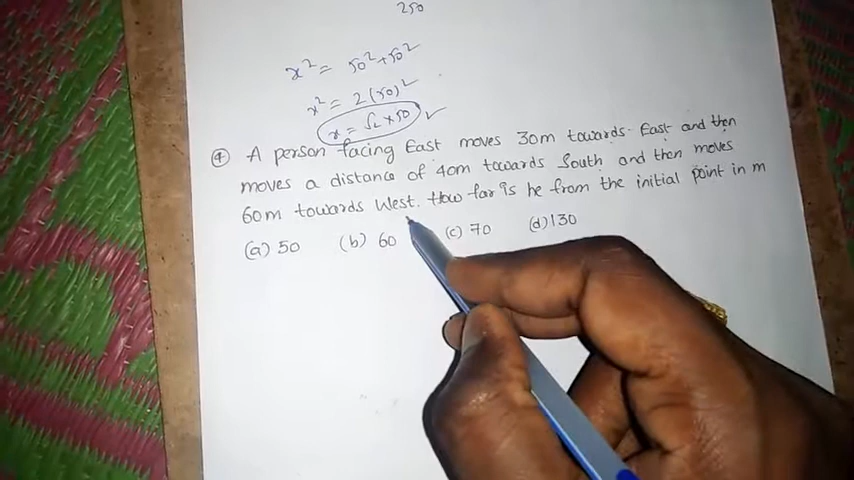 250
x² = 50² + 50²
x² = 2(50)²
x = √2 × 50 ✓
④ A person facing East moves 30m towards East and then
moves a distance of 40m towards South and then moves
60m towards West. How far is he from the initial point in m
(a) 50 (b) 60 (c) 70 (d) 130